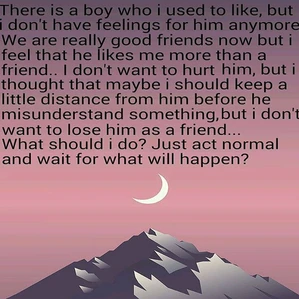 There is a boy who i used to like, but
i don't have feelings for him anymore
We are really good friends now but i
feel that he likes me more than a
friend.. I don't want to hurt him, but i
thought that maybe i should keep a
little distance from him before he
misunderstand something,but i don't
want to lose him as a friend...
What should i do? Just act normal
and wait for what will happen?